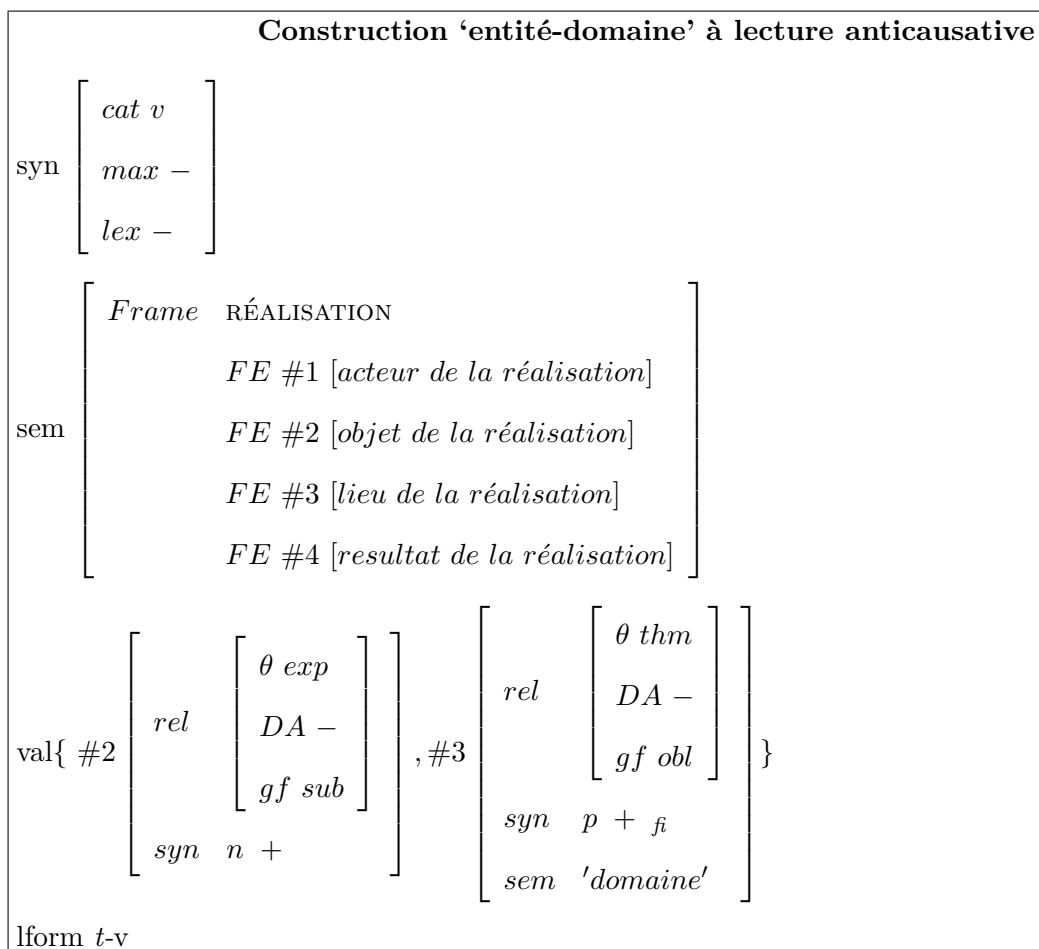 Construction ‘entité-domaine’ à lecture anticausative
cat v
syn max −
lex −
Frame RÉALISATION
FE #1 [acteur de la réalisation]
sem FE #2 [objet de la réalisation]
FE #3 [lieu de la réalisation]
FE #4 [resultat de la réalisation]
θ exp θ thm
rel DA − rel DA −
val{ #2 gf sub , #3 gf obl }
syn n + syn p + fi
sem 'domaine'
lform t-v